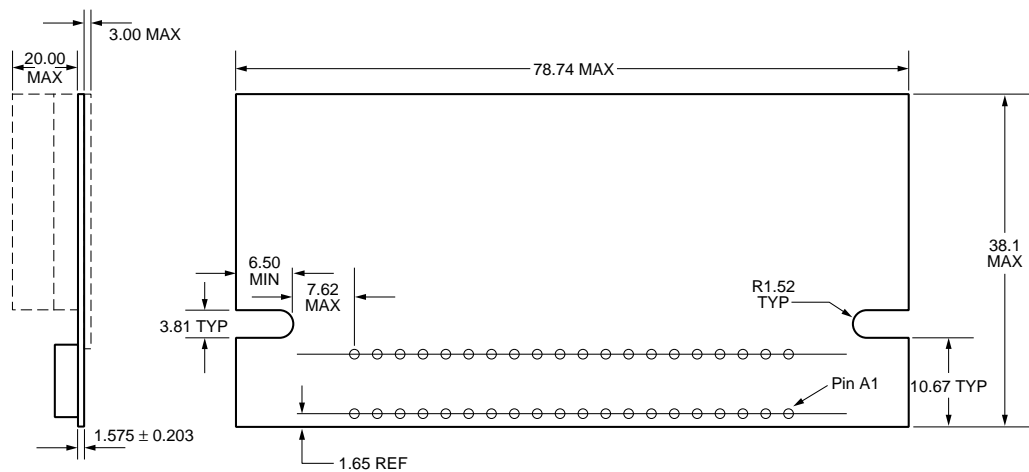 3.00 MAX
20.00
MAX
78.74 MAX
38.1
MAX
6.50
MIN
7.62
MAX
R1.52
TYP
3.81 TYP
Pin A1
10.67 TYP
1.575 ± 0.203
1.65 REF